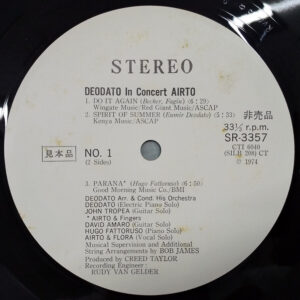 STEREO
DEODATO In Concert AIRTO
1. DO IT AGAIN (Becker, Fagin) (6:29)
Wingate Music/Red Giant Music/ASCAP
2. SPIRIT OF SUMMER (Eumir Deodato) (5:33)
Kenya Music/ASCAP
非売品
33⅓ r.p.m.
SR-3357
CTI 6040
(SILB 208) CT
℗ 1974
見本品
NO. 1
(2 Sides)
3. PARANA* (Hugo Fattoruso) (6:50)
Good Morning Music Co./BMI
DEODATO Arr. & Cond. His Orchestra
DEODATO (Electric Piano Solo)
JOHN TROPEA (Guitar Solo)
* AIRTO & Fingers
DAVID AMARO (Guitar Solo)
HUGO FATTORUSO (Piano Solo)
AIRTO & FLORA (Vocal Solo)
Musical Supervision and Additional
String Arrangements by BOB JAMES
Produced by CREED TAYLOR
Recording Engineer:
RUDY VAN GELDER